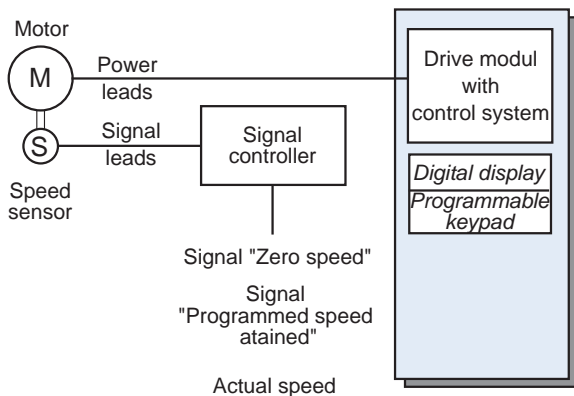 Motor
M
Power
leads
Drive modul
with
control system
S
Signal
leads
Signal
controller
Speed
sensor
Digital display
Programmable
keypad
Signal "Zero speed"
Signal
"Programmed speed
atained"
Actual speed